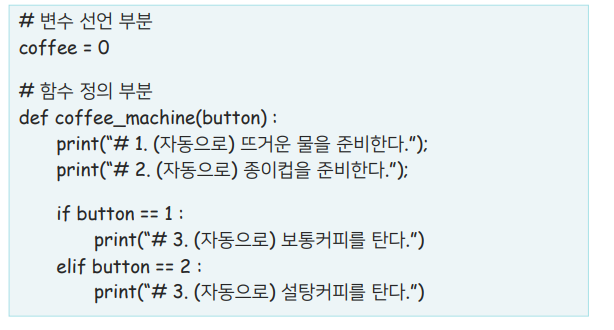 # 변수 선언 부분
coffee = 0
# 함수 정의 부분
def coffee_machine(button) :
print(“# 1. (자동으로) 뜨거운 물을 준비한다.”);
print(“# 2. (자동으로) 종이컵을 준비한다.”);
if button == 1 :
print(“# 3. (자동으로) 보통커피를 탄다.”)
elif button == 2 :
print(“# 3. (자동으로) 설탕커피를 탄다.”)